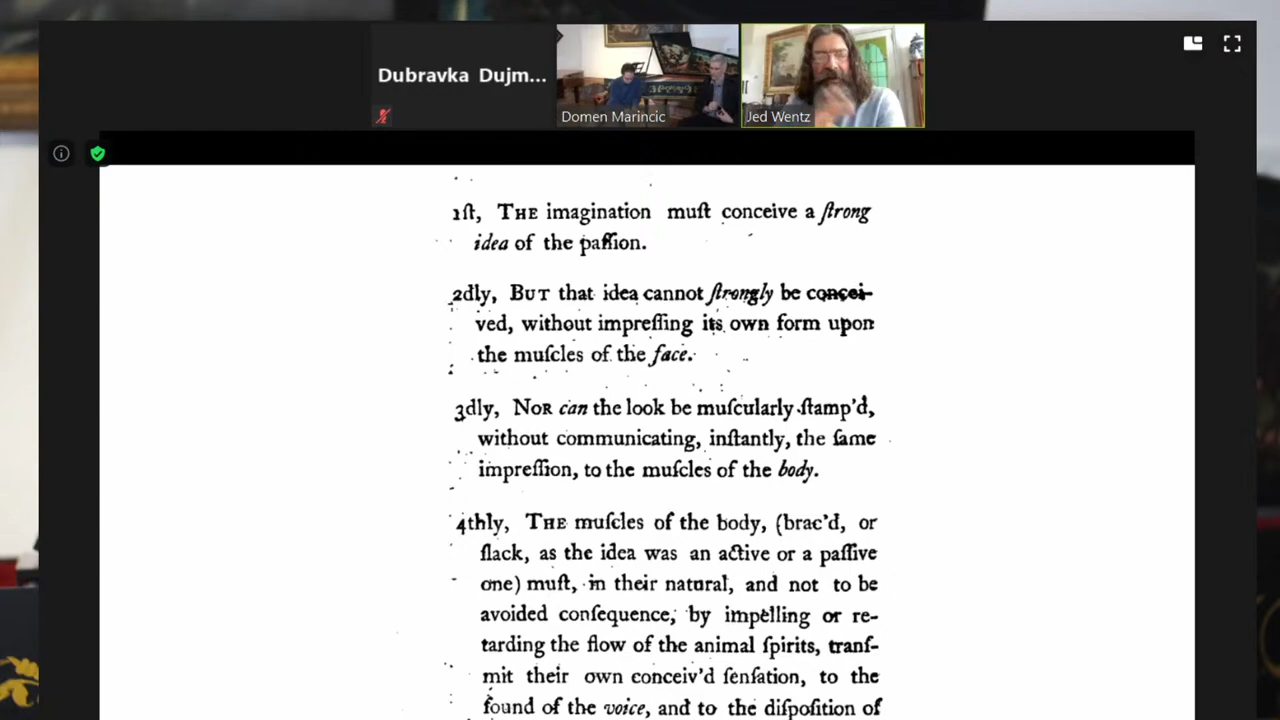 Dubravka Dujm...
Domen Marincic
Jed Wentz
1ſt, THE imagination muſt conceive a ſtrong
idea of the paſſion.
2dly, BUT that idea cannot ſtrongly be concei-
ved, without impreſſing its own form upon
the muſcles of the face.
3dly, NOR can the look be muſcularly ſtamp'd,
without communicating, inſtantly, the ſame
impreſſion, to the muſcles of the body.
4thly, THE muſcles of the body, (brac'd, or
ſlack, as the idea was an active or a paſſive
one) muſt, in their natural, and not to be
avoided conſequence, by impelling or re-
tarding the flow of the animal ſpirits, tranſ-
mit their own conceiv'd ſenſation, to the
ſound of the voice, and to the diſpoſition of